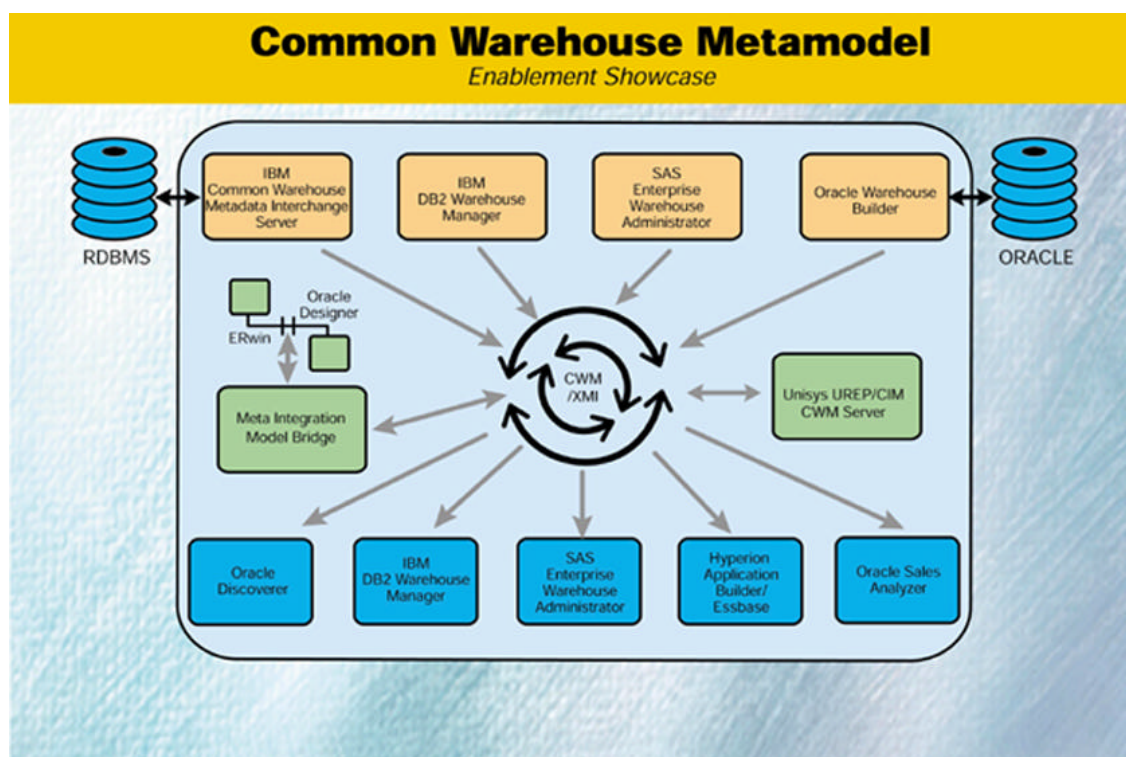 Common Warehouse Metamodel
Enablement Showcase
IBM
Common Warehouse
Metadata Interchange
Server
IBM
DB2 Warehouse
Manager
SAS
Enterprise
Warehouse
Administrator
Oracle Warehouse
Builder
RDBMS
ORACLE
Oracle
Designer
ERwin
CWM
/XMI
Meta Integration
Model Bridge
Unisys UREP/CIM
CWM Server
Oracle
Discoverer
IBM
DB2 Warehouse
Manager
SAS
Enterprise
Warehouse
Administrator
Hyperion
Application
Builder/
Essbase
Oracle Sales
Analyzer